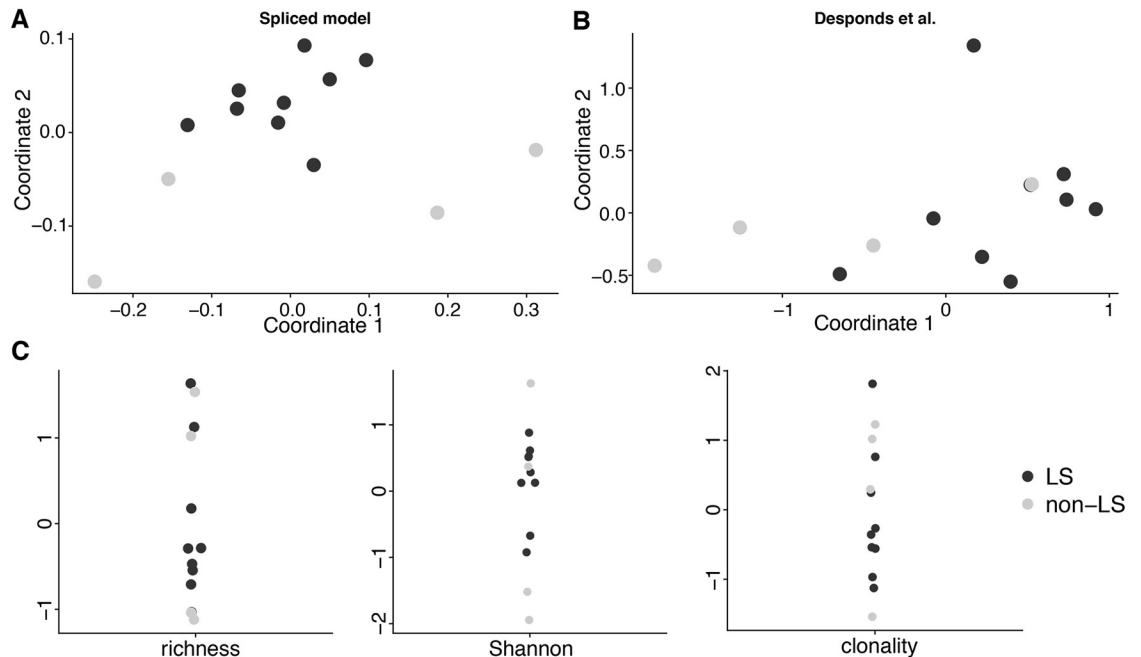 A
Spliced model
0.1
0.0
−0.1
Coordinate 2
−0.2
−0.1
0.0
0.1
0.2
0.3
Coordinate 1
B
Desponds et al.
1.0
0.5
0.0
−0.5
Coordinate 2
−1
0
1
Coordinate 1
C
1
0
−1
richness
1
0
−1
−2
Shannon
2
1
0
−1
clonality
LS
non−LS